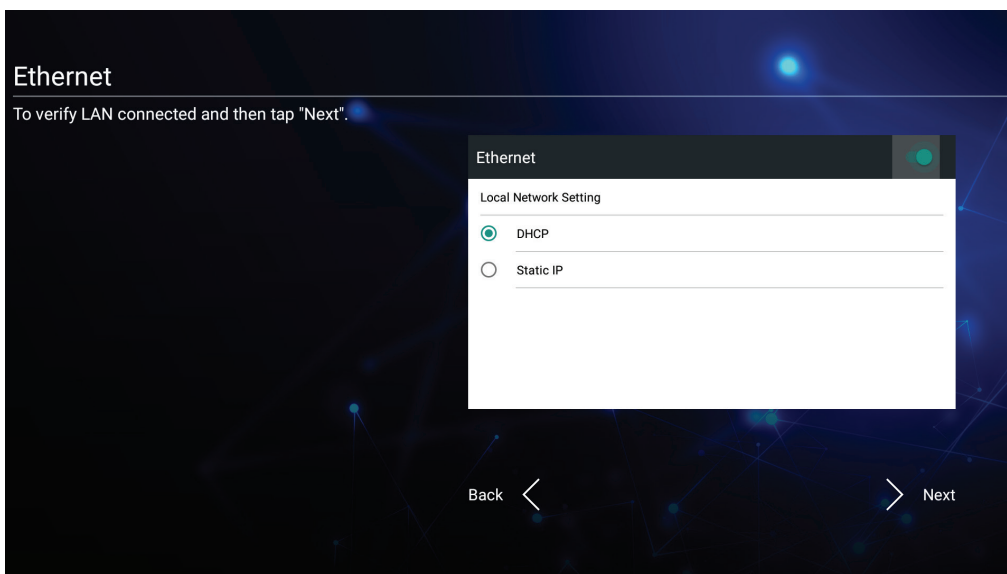 Ethernet
To verify LAN connected and then tap "Next".
Ethernet
Local Network Setting
DHCP
Static IP
Back
Next